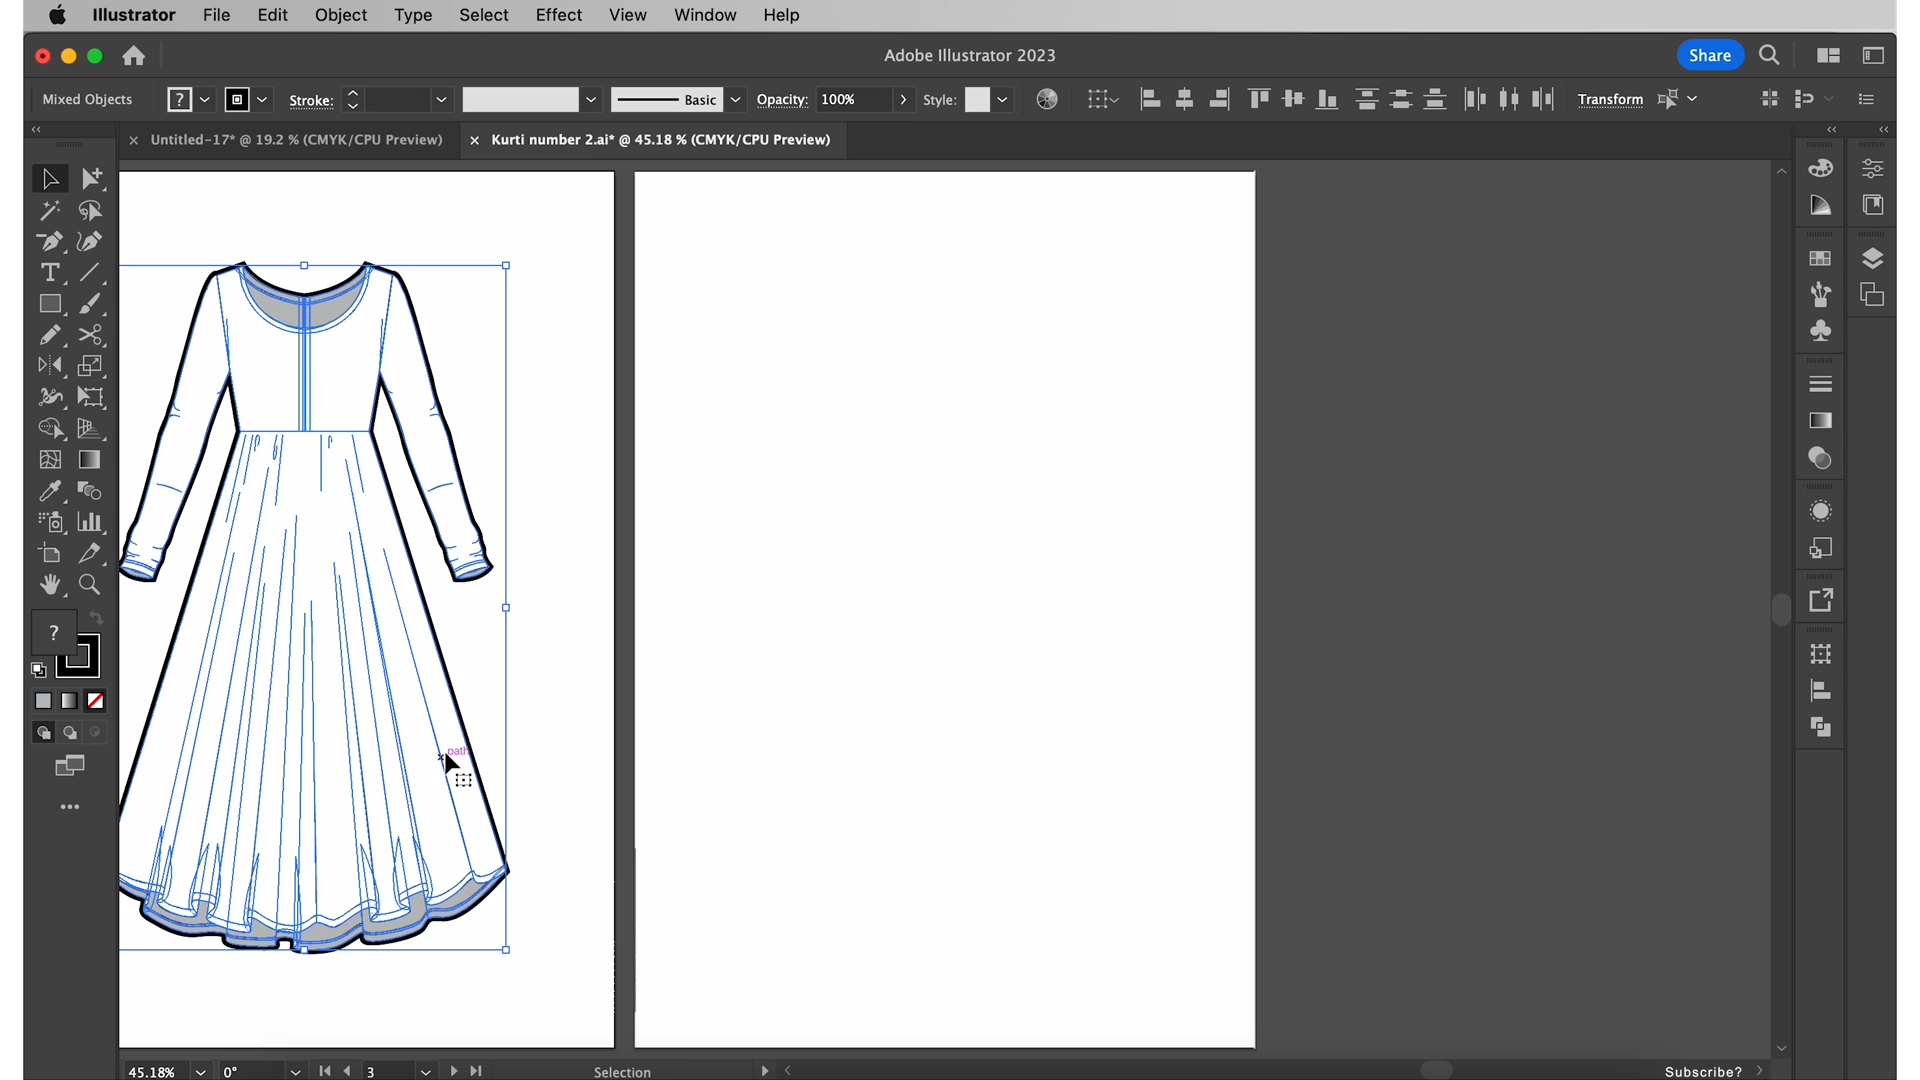 Illustrator File Edit Object Type Select Effect View Window Help
Adobe Illustrator 2023
Share
Mixed Objects ? Stroke: Basic Opacity: 100% Style: Transform
Untitled-17* @ 19.2 % (CMYK/CPU Preview)
Kurti number 2.ai* @ 45.18 % (CMYK/CPU Preview)
T
?
path
45.18% 0° 3 Selection Subscribe?